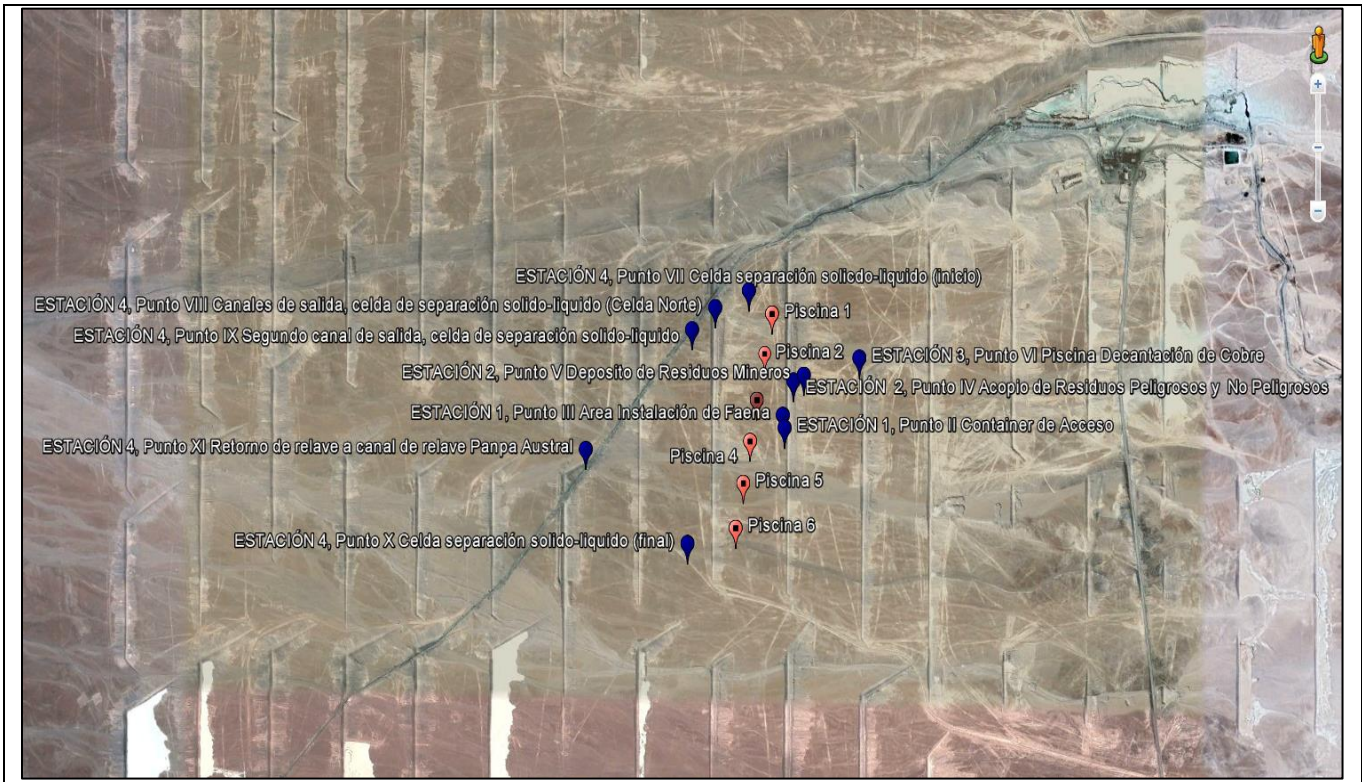 ESTACIÓN 4, Punto VII Celda separación solicdo-liquido (inicio)
ESTACIÓN 4, Punto VIII Canales de salida, celda de separación solido-liquido (Celda Norte)
Piscina 1
ESTACIÓN 4, Punto IX Segundo canal de salida, celda de separación solido-liquido
Piscina 2
ESTACIÓN 3, Punto VI Piscina Decantación de Cobre
ESTACIÓN 2, Punto V Deposito de Residuos Mineros
ESTACIÓN 2, Punto IV Acopio de Residuos Peligrosos y No Peligrosos
ESTACIÓN 1, Punto III Area Instalación de Faena
ESTACIÓN 1, Punto II Container de Acceso
ESTACIÓN 4, Punto XI Retorno de relave a canal de relave Panpa Austral
Piscina 4
Piscina 5
Piscina 6
ESTACIÓN 4, Punto X Celda separación solido-liquido (final)